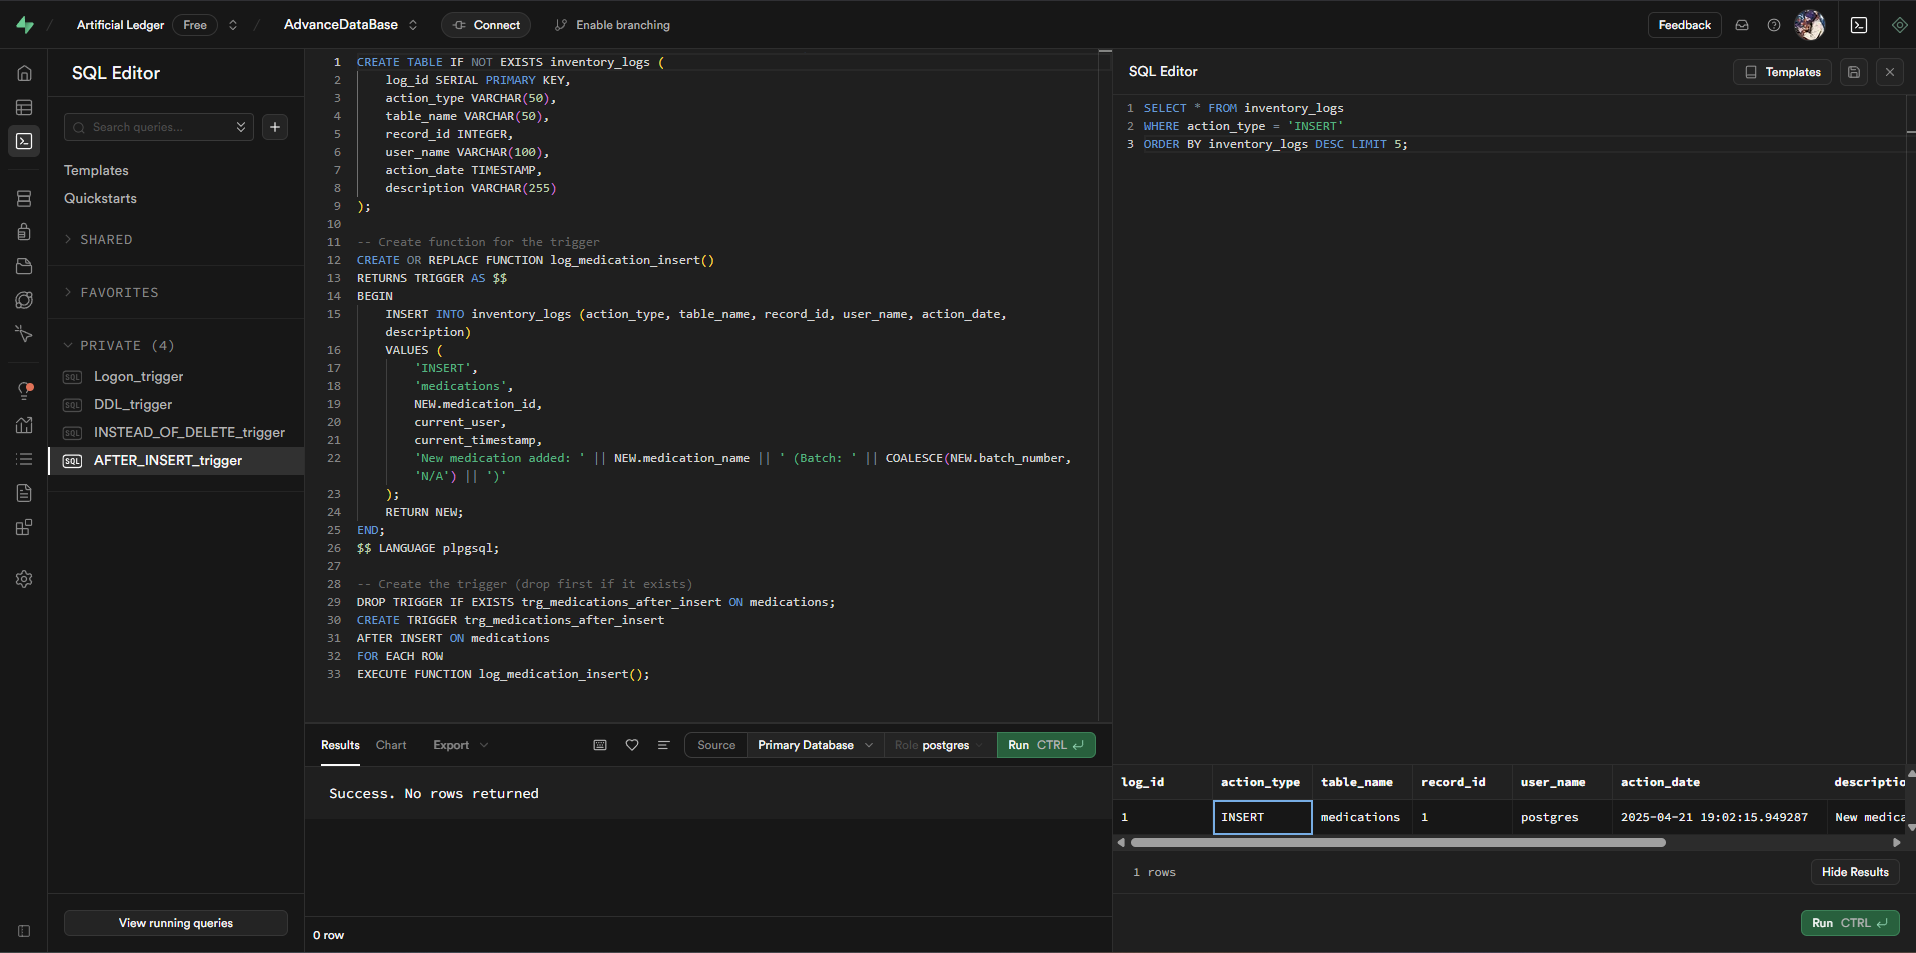 Artificial Ledger Free AdvanceDataBase Connect Enable branching Feedback
SQL Editor
Search queries...
Templates
Quickstarts
SHARED
FAVORITES
PRIVATE (4)
SQL Logon_trigger
SQL DDL_trigger
SQL INSTEAD_OF_DELETE_trigger
SQL AFTER_INSERT_trigger
View running queries
1 CREATE TABLE IF NOT EXISTS inventory_logs (
2 log_id SERIAL PRIMARY KEY,
3 action_type VARCHAR(50),
4 table_name VARCHAR(50),
5 record_id INTEGER,
6 user_name VARCHAR(100),
7 action_date TIMESTAMP,
8 description VARCHAR(255)
9 );
10
11 -- Create function for the trigger
12 CREATE OR REPLACE FUNCTION log_medication_insert()
13 RETURNS TRIGGER AS $$
14 BEGIN
15 INSERT INTO inventory_logs (action_type, table_name, record_id, user_name, action_date,
description)
16 VALUES (
17 'INSERT',
18 'medications',
19 NEW.medication_id,
20 current_user,
21 current_timestamp,
22 'New medication added: ' || NEW.medication_name || ' (Batch: ' || COALESCE(NEW.batch_number,
'N/A') || ')'
23 );
24 RETURN NEW;
25 END;
26 $$ LANGUAGE plpgsql;
27
28 -- Create the trigger (drop first if it exists)
29 DROP TRIGGER IF EXISTS trg_medications_after_insert ON medications;
30 CREATE TRIGGER trg_medications_after_insert
31 AFTER INSERT ON medications
32 FOR EACH ROW
33 EXECUTE FUNCTION log_medication_insert();
Results Chart Export Source Primary Database Role postgres Run CTRL
Success. No rows returned
0 row
SQL Editor Templates
1 SELECT * FROM inventory_logs
2 WHERE action_type = 'INSERT'
3 ORDER BY inventory_logs DESC LIMIT 5;
log_id action_type table_name record_id user_name action_date descriptio
1 INSERT medications 1 postgres 2025-04-21 19:02:15.949287 New medica
1 rows Hide Results
Run CTRL